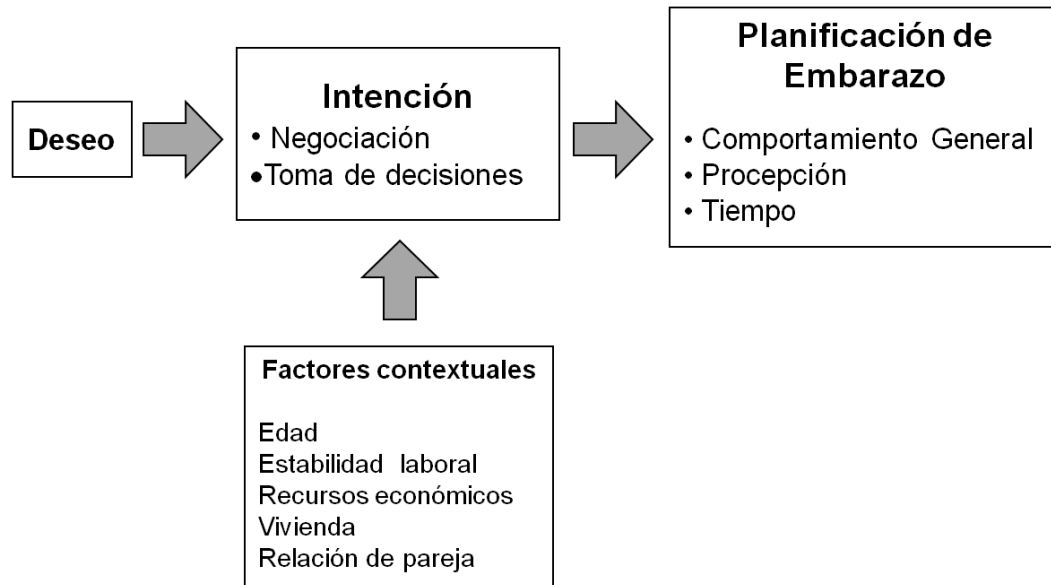 Deseo
Intención
• Negociación
•Toma de decisiones
Planificación de
Embarazo
• Comportamiento General
• Procepción
• Tiempo
Factores contextuales
Edad
Estabilidad laboral
Recursos económicos
Vivienda
Relación de pareja